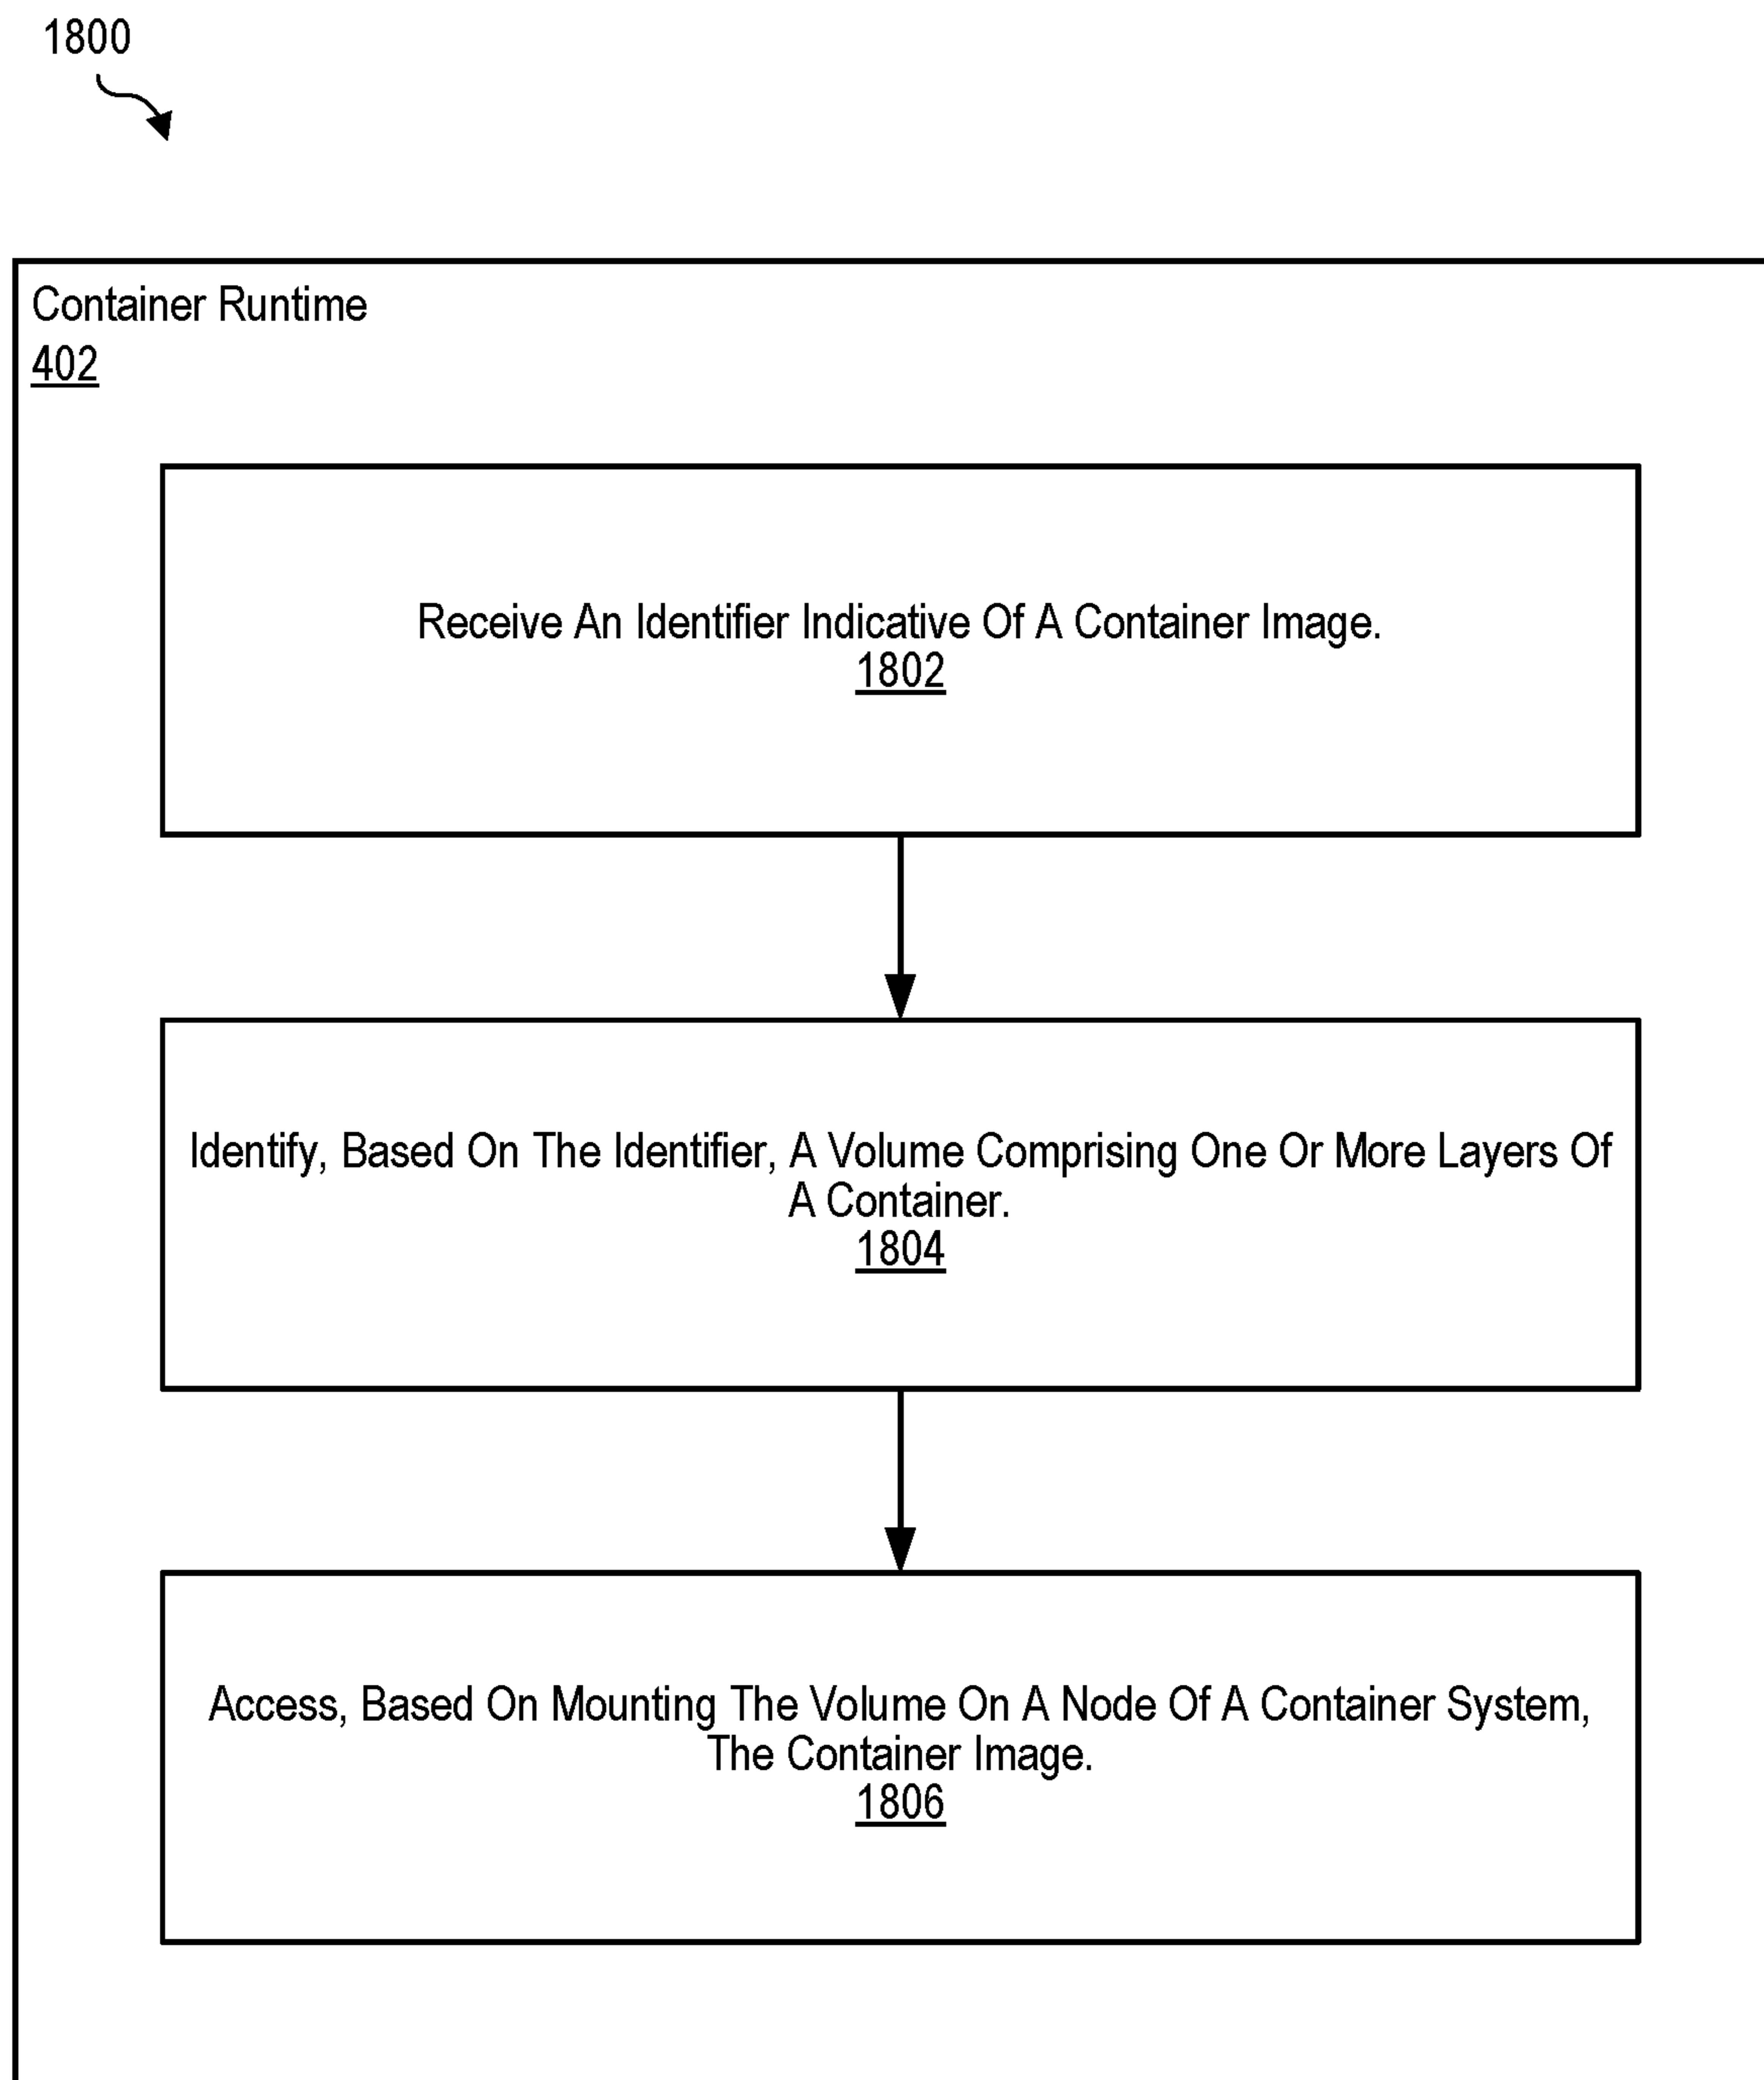 1800
Container Runtime
402
Receive An Identifier Indicative Of A Container Image.
1802
Identify, Based On The Identifier, A Volume Comprising One Or More Layers Of
A Container.
1804
Access, Based On Mounting The Volume On A Node Of A Container System,
The Container Image.
1806